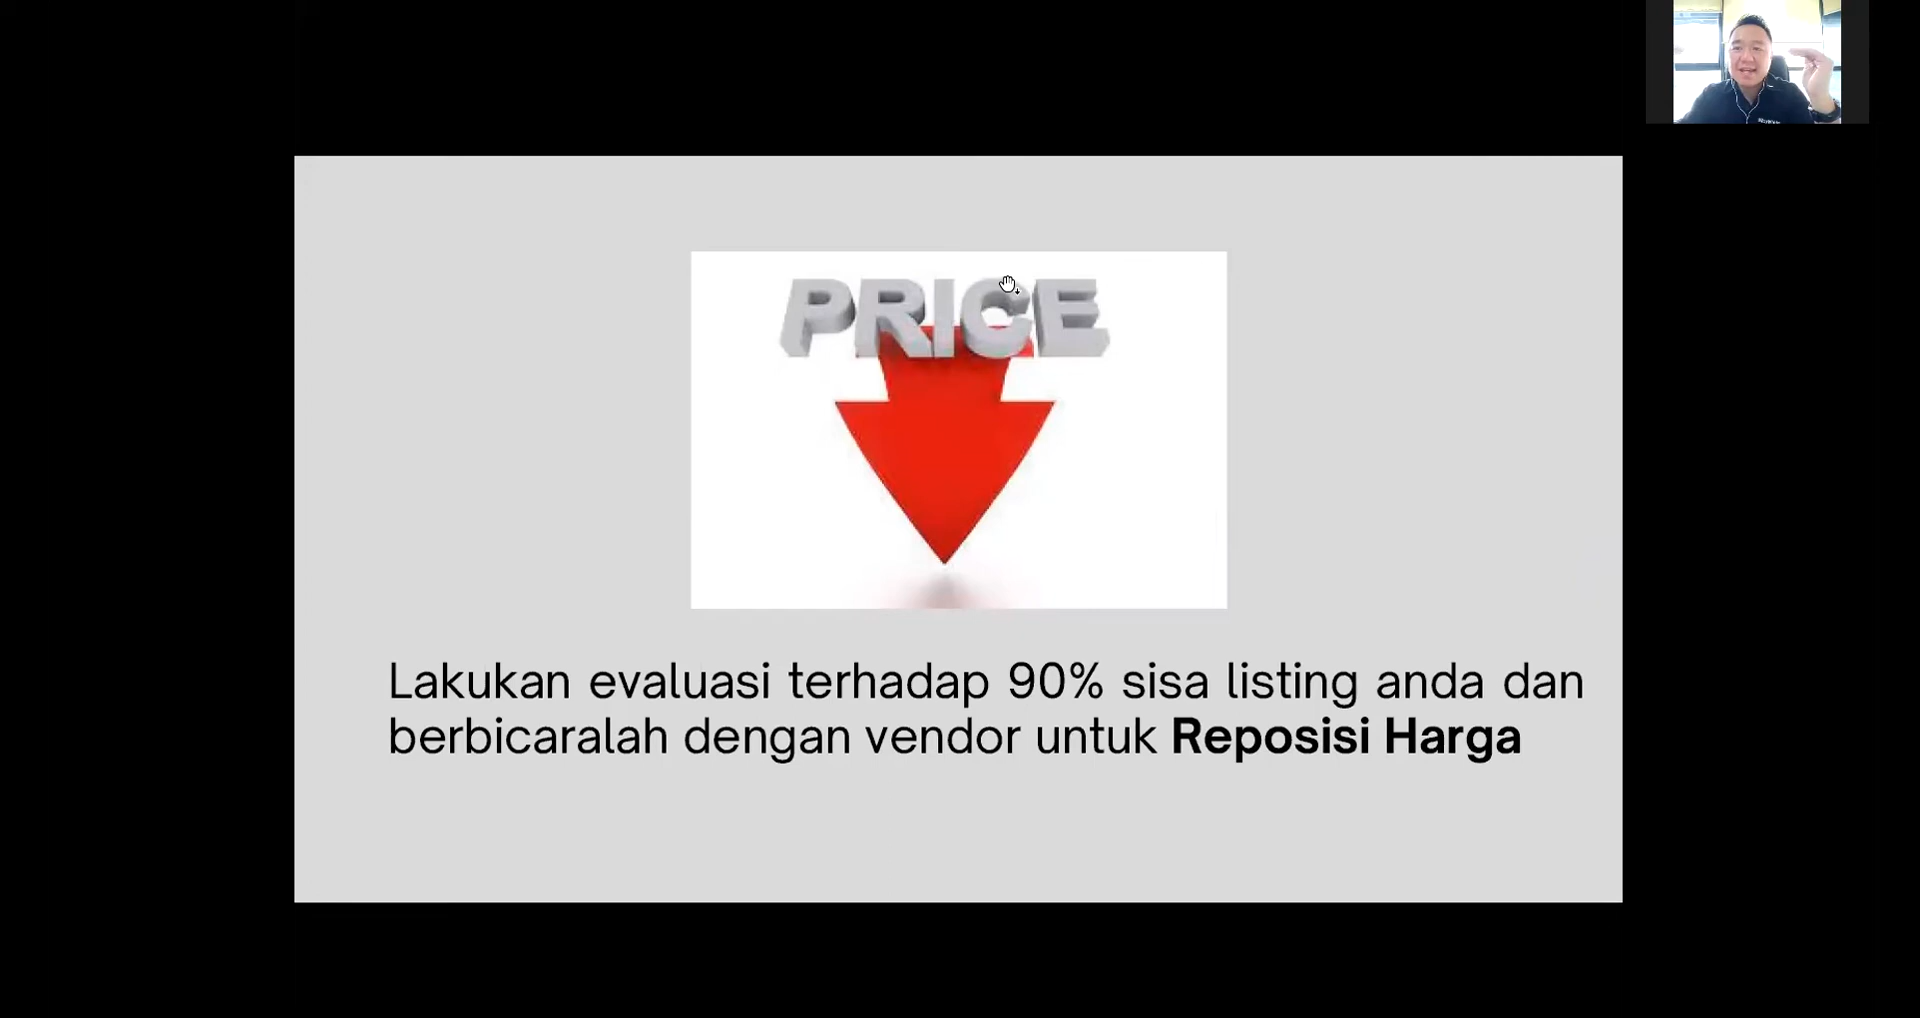 PRICE
Lakukan evaluasi terhadap 90% sisa listing anda dan
berbicaralah dengan vendor untuk Reposisi Harga